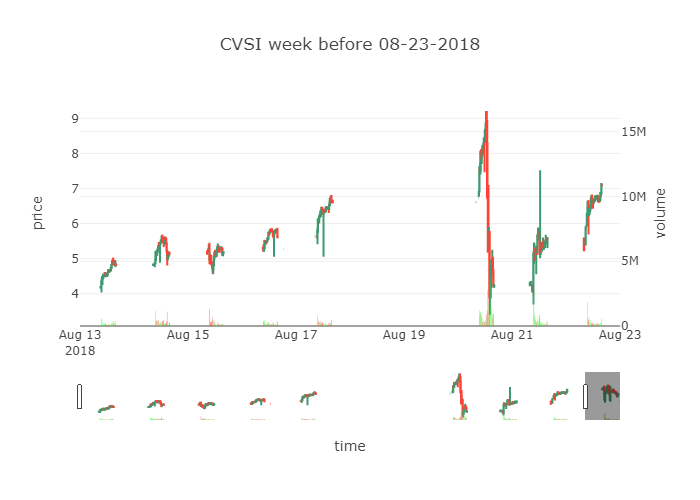 CVSI week before 08-23-2018
9
8
7
6
5
4
price
15M
10M
5M
0
volume
Aug 13
2018
Aug 15
Aug 17
Aug 19
Aug 21
Aug 23
time